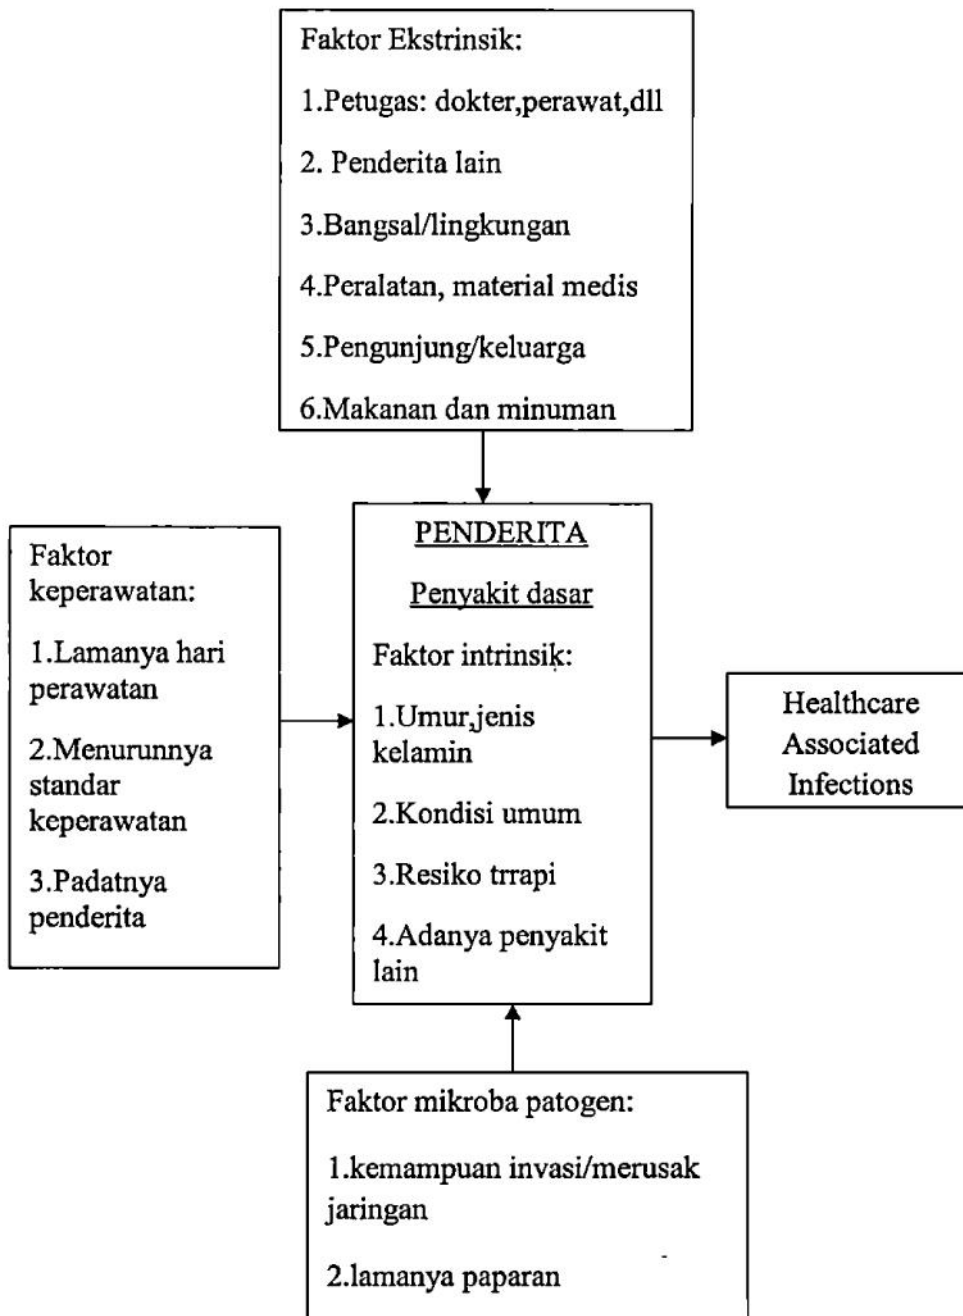 Faktor Ekstrinsik:
1.Petugas: dokter,perawat,dll
2. Penderita lain
3.Bangsal/lingkungan
4.Peralatan, material medis
5.Pengunjung/keluarga
6.Makanan dan minuman
Faktor
keperawatan:
1.Lamanya hari
perawatan
2.Menurunnya
standar
keperawatan
3.Padatnya
penderita
PENDERITA
Penyakit dasar
Faktor intrinsik:
1.Umur,jenis
kelamin
2.Kondisi umum
3.Resiko trrapi
4.Adanya penyakit
lain
Healthcare
Associated
Infections
Faktor mikroba patogen:
1.kemampuan invasi/merusak
jaringan
2.lamanya paparan